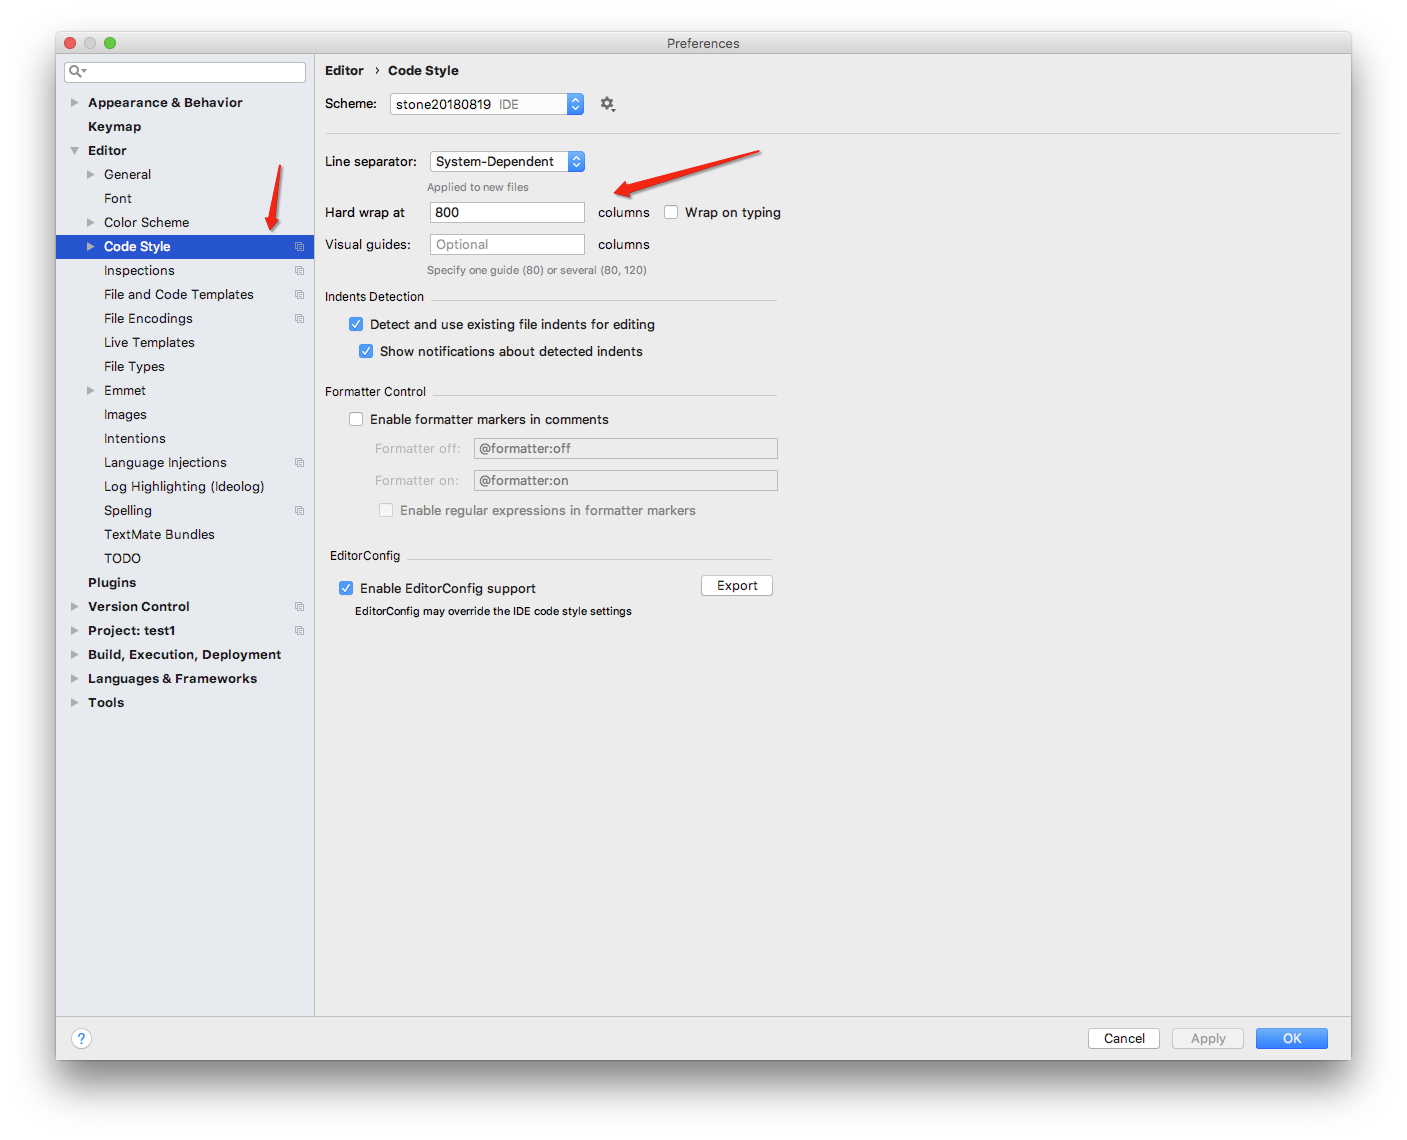 Preferences
Editor › Code Style
Scheme: stone20180819 IDE
Appearance & Behavior
Keymap
Editor
General
Font
Color Scheme
Code Style
Inspections
File and Code Templates
File Encodings
Live Templates
File Types
Emmet
Images
Intentions
Language Injections
Log Highlighting (Ideolog)
Spelling
TextMate Bundles
TODO
Plugins
Version Control
Project: test1
Build, Execution, Deployment
Languages & Frameworks
Tools
Line separator: System-Dependent
Applied to new files
Hard wrap at 800 columns Wrap on typing
Visual guides: Optional columns
Specify one guide (80) or several (80, 120)
Indents Detection
Detect and use existing file indents for editing
Show notifications about detected indents
Formatter Control
Enable formatter markers in comments
Formatter off: @formatter:off
Formatter on: @formatter:on
Enable regular expressions in formatter markers
EditorConfig
Enable EditorConfig support Export
EditorConfig may override the IDE code style settings
? Cancel Apply OK